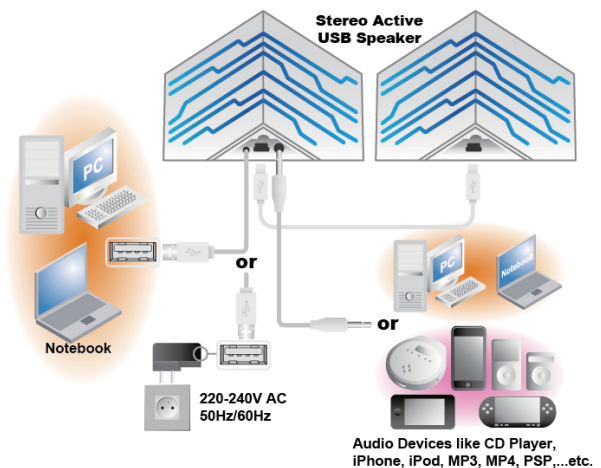 Stereo Active
USB Speaker
PC
Notebook
or
220-240V AC
50Hz/60Hz
PC
Notebook
or
Audio Devices like CD Player,
iPhone, iPod, MP3, MP4, PSP,...etc.